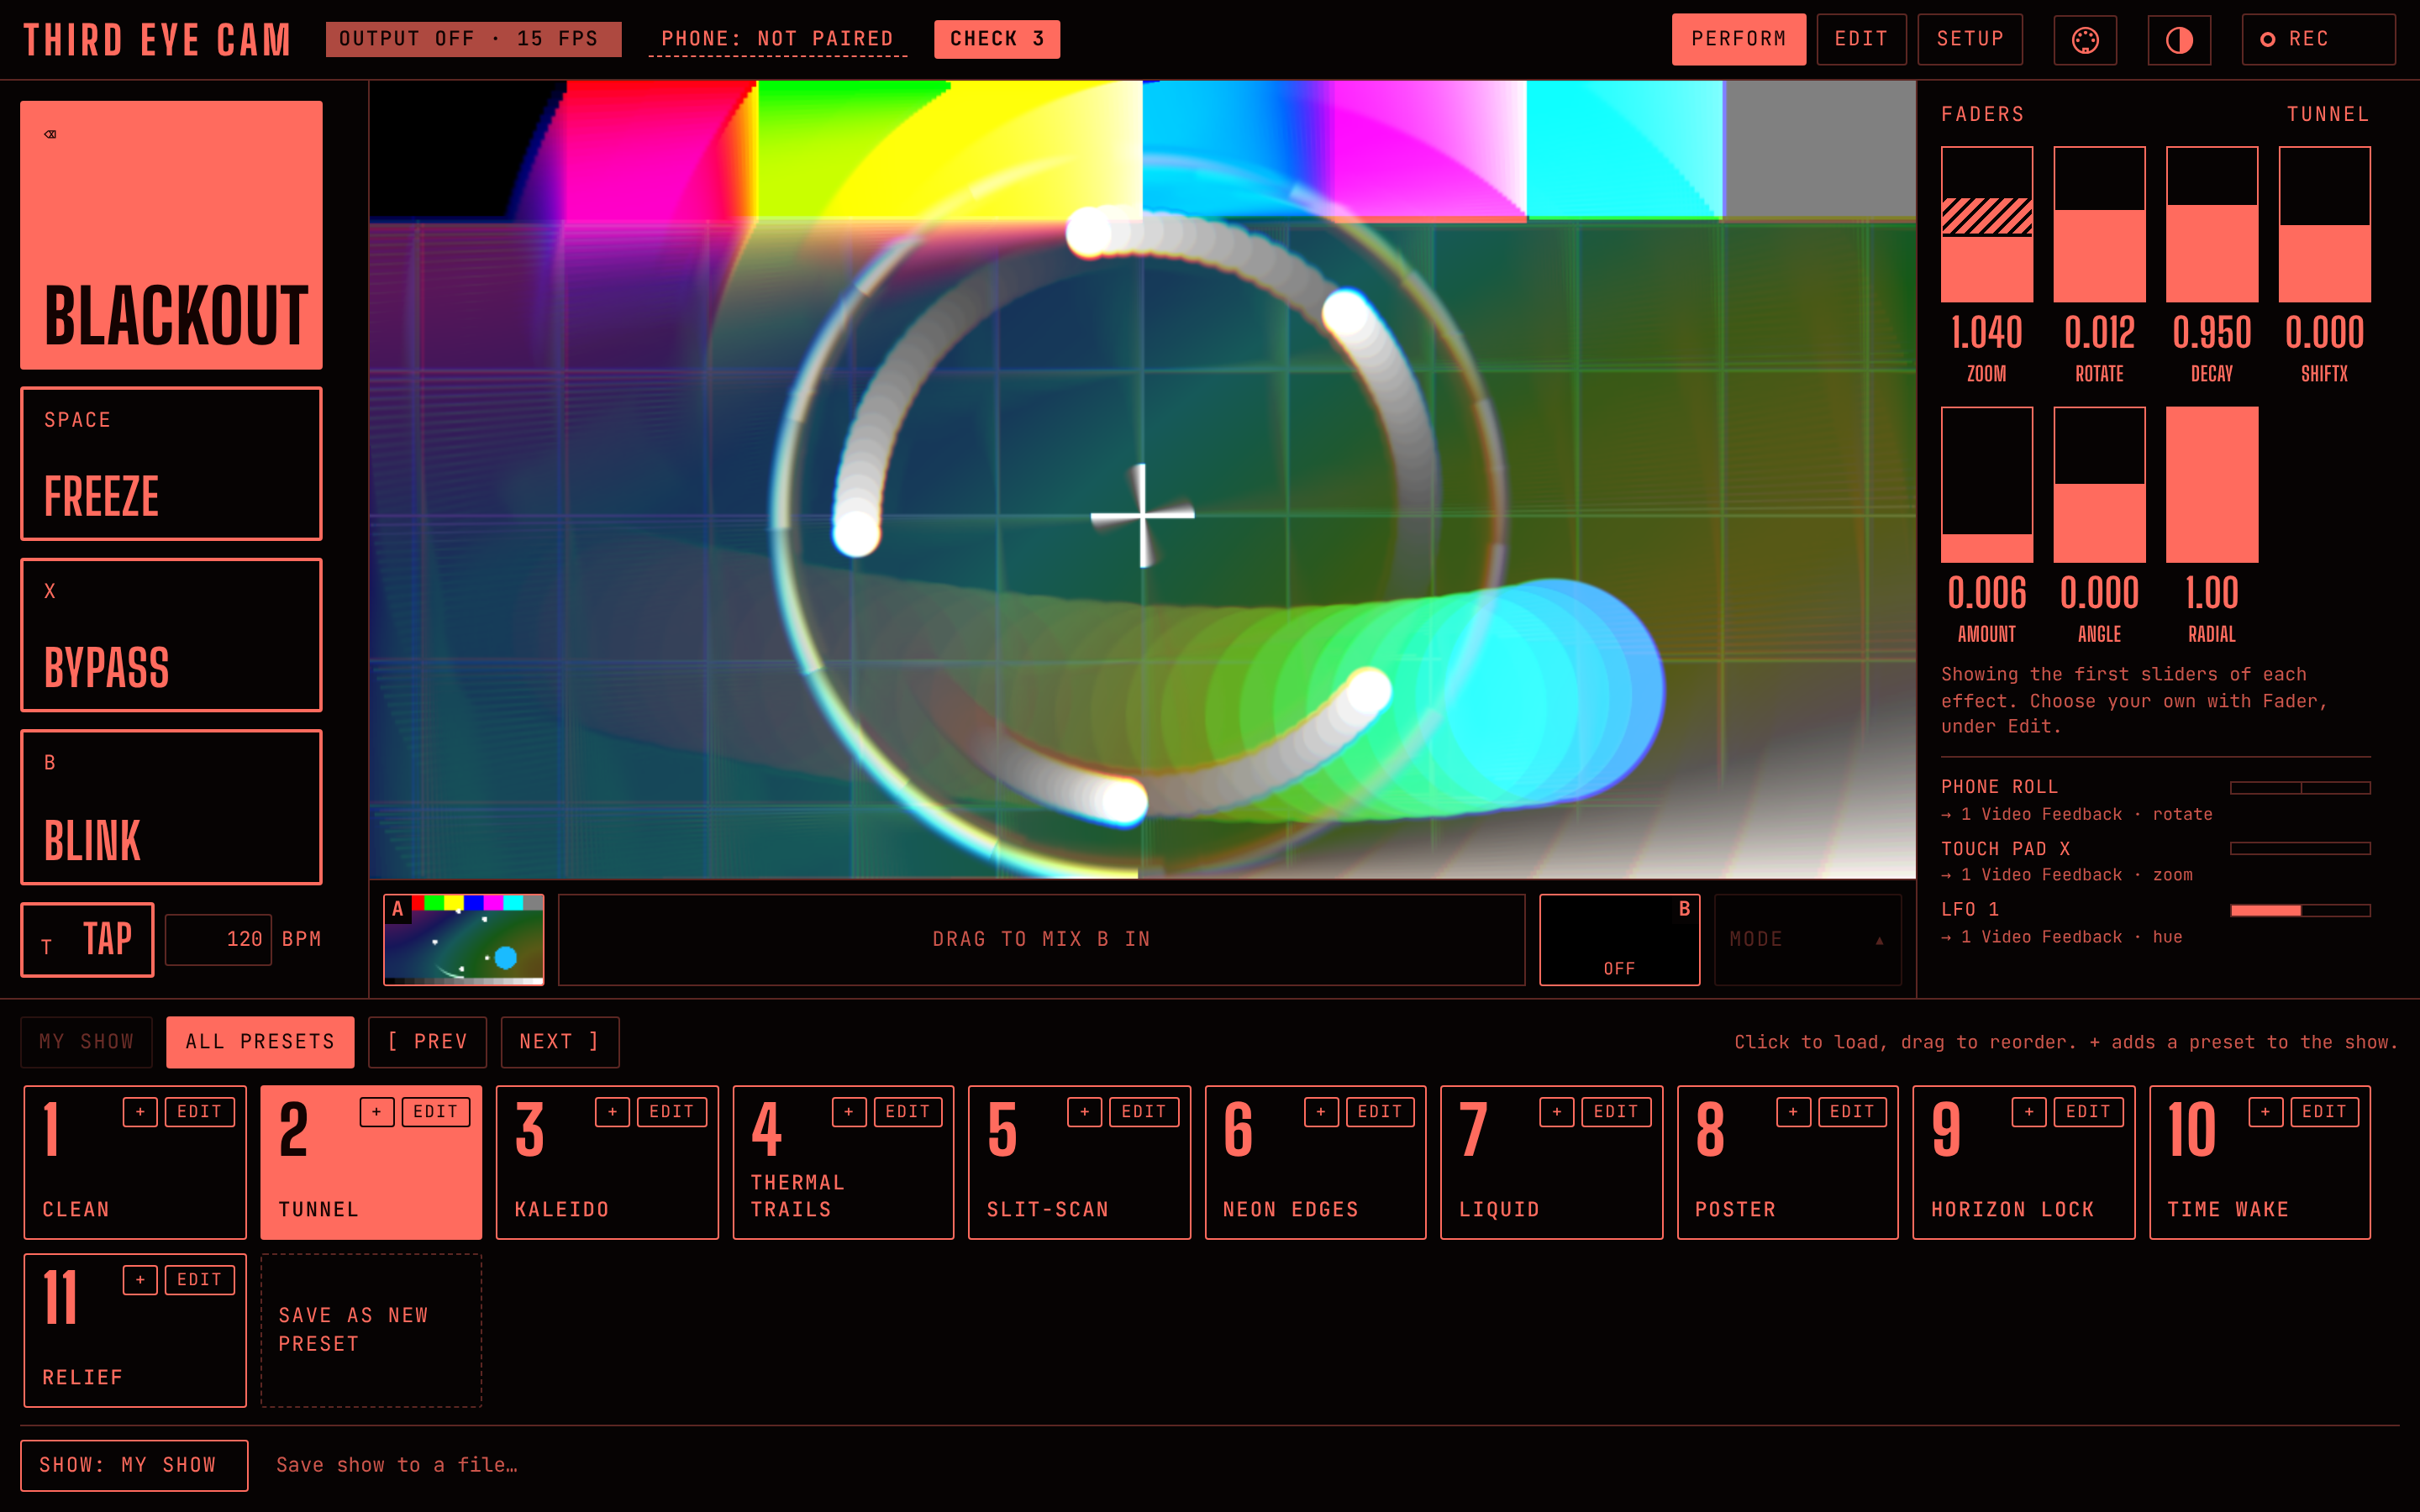 THIRD EYE CAM
OUTPUT OFF · 15 FPS
PHONE: NOT PAIRED
CHECK 3
PERFORM
EDIT
SETUP
REC
BLACKOUT
SPACE
FREEZE
X
BYPASS
B
BLINK
T TAP
120 BPM
FADERS
TUNNEL
1.040
0.012
0.950
0.000
ZOOM
ROTATE
DECAY
SHIFTX
0.006
0.000
1.00
AMOUNT
ANGLE
RADIAL
Showing the first sliders of each
effect. Choose your own with Fader,
under Edit.
PHONE ROLL
→ 1 Video Feedback · rotate
TOUCH PAD X
→ 1 Video Feedback · zoom
LFO 1
→ 1 Video Feedback · hue
A
DRAG TO MIX B IN
B
OFF
MODE
MY SHOW
ALL PRESETS
[ PREV
NEXT ]
Click to load, drag to reorder. + adds a preset to the show.
1 + EDIT
CLEAN
2 + EDIT
TUNNEL
3 + EDIT
KALEIDO
4 + EDIT
THERMAL
TRAILS
5 + EDIT
SLIT-SCAN
6 + EDIT
NEON EDGES
7 + EDIT
LIQUID
8 + EDIT
POSTER
9 + EDIT
HORIZON LOCK
10 + EDIT
TIME WAKE
11 + EDIT
RELIEF
SAVE AS NEW
PRESET
SHOW: MY SHOW
Save show to a file…